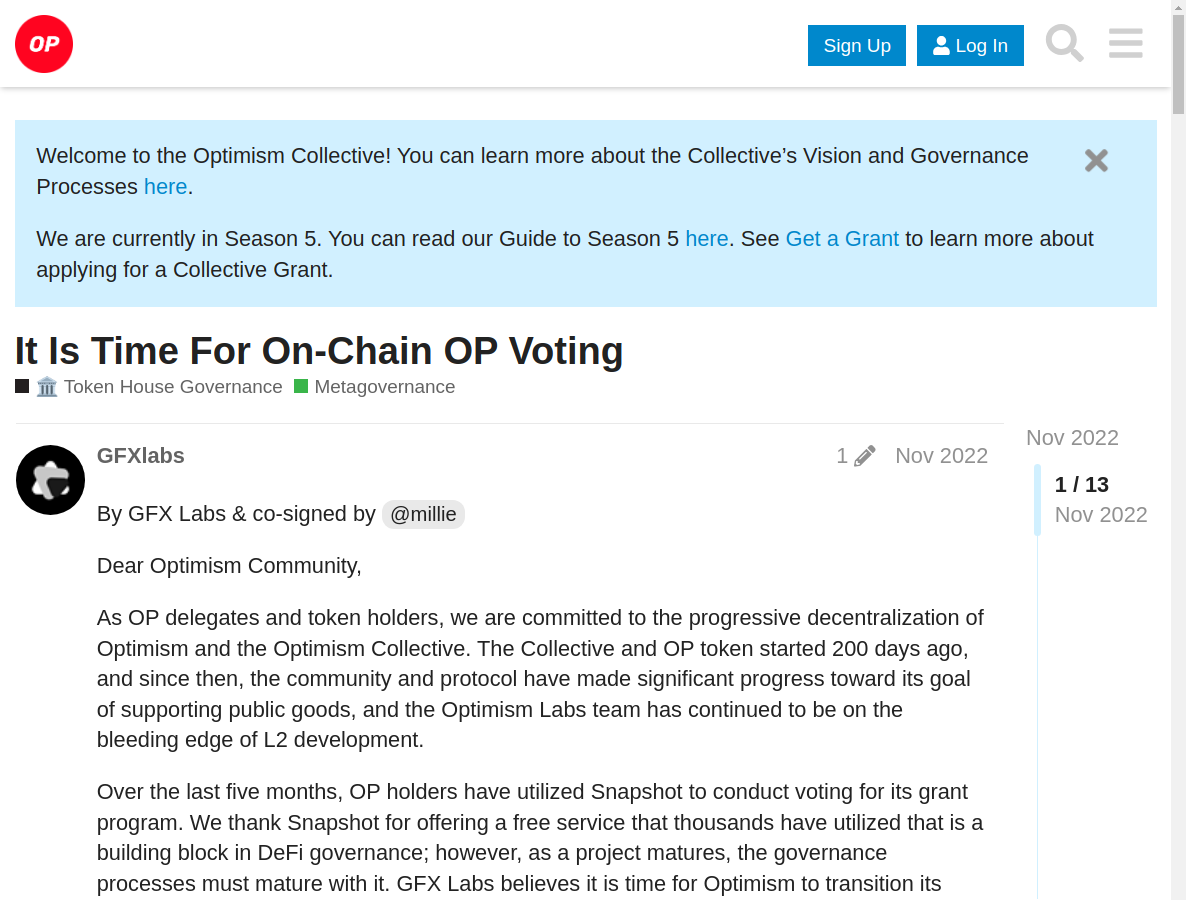 OP
Sign Up
Log In
Welcome to the Optimism Collective! You can learn more about the Collective’s Vision and Governance
Processes here.
We are currently in Season 5. You can read our Guide to Season 5 here. See Get a Grant to learn more about
applying for a Collective Grant.
It Is Time For On-Chain OP Voting
Token House Governance Metagovernance
GFXlabs
1 Nov 2022
Nov 2022
1 / 13
Nov 2022
By GFX Labs & co-signed by @millie
Dear Optimism Community,
As OP delegates and token holders, we are committed to the progressive decentralization of
Optimism and the Optimism Collective. The Collective and OP token started 200 days ago,
and since then, the community and protocol have made significant progress toward its goal
of supporting public goods, and the Optimism Labs team has continued to be on the
bleeding edge of L2 development.
Over the last five months, OP holders have utilized Snapshot to conduct voting for its grant
program. We thank Snapshot for offering a free service that thousands have utilized that is a
building block in DeFi governance; however, as a project matures, the governance
processes must mature with it. GFX Labs believes it is time for Optimism to transition its